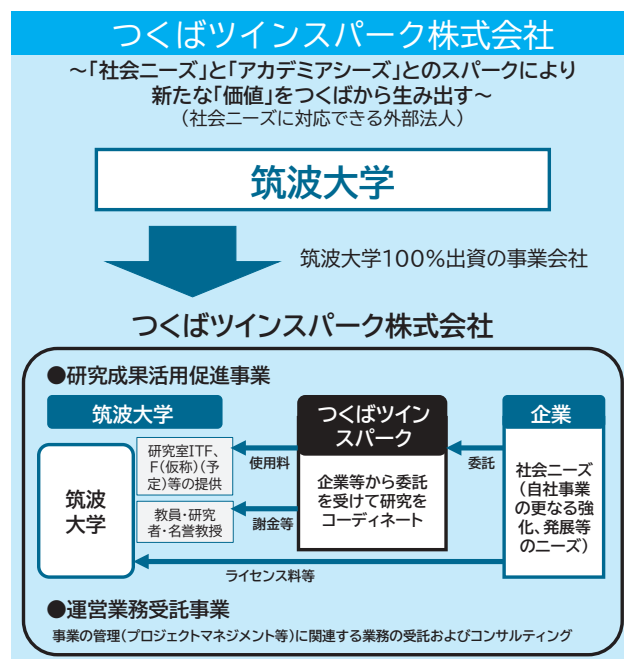 つくばツインスパーク株式会社
～「社会ニーズ」と「アカデミアシーズ」とのスパークにより
新たな「価値」をつくばから生み出す～
（社会ニーズに対応できる外部法人）
筑波大学
筑波大学100%出資の事業会社
つくばツインスパーク株式会社
●研究成果活用促進事業
筑波大学
筑波
大学
研究室ITF、
F(仮称)(予
定)等の提供
教員・研究
者・名誉教授
使用料
謝金等
つくばツイン
スパーク
企業等から委託
を受けて研究を
コーディネート
委託
企業
社会ニーズ
（自社事業
の更なる強
化、発展等
のニーズ）
ライセンス料等
●運営業務受託事業
事業の管理(プロジェクトマネジメント等)に関連する業務の受託およびコンサルティング